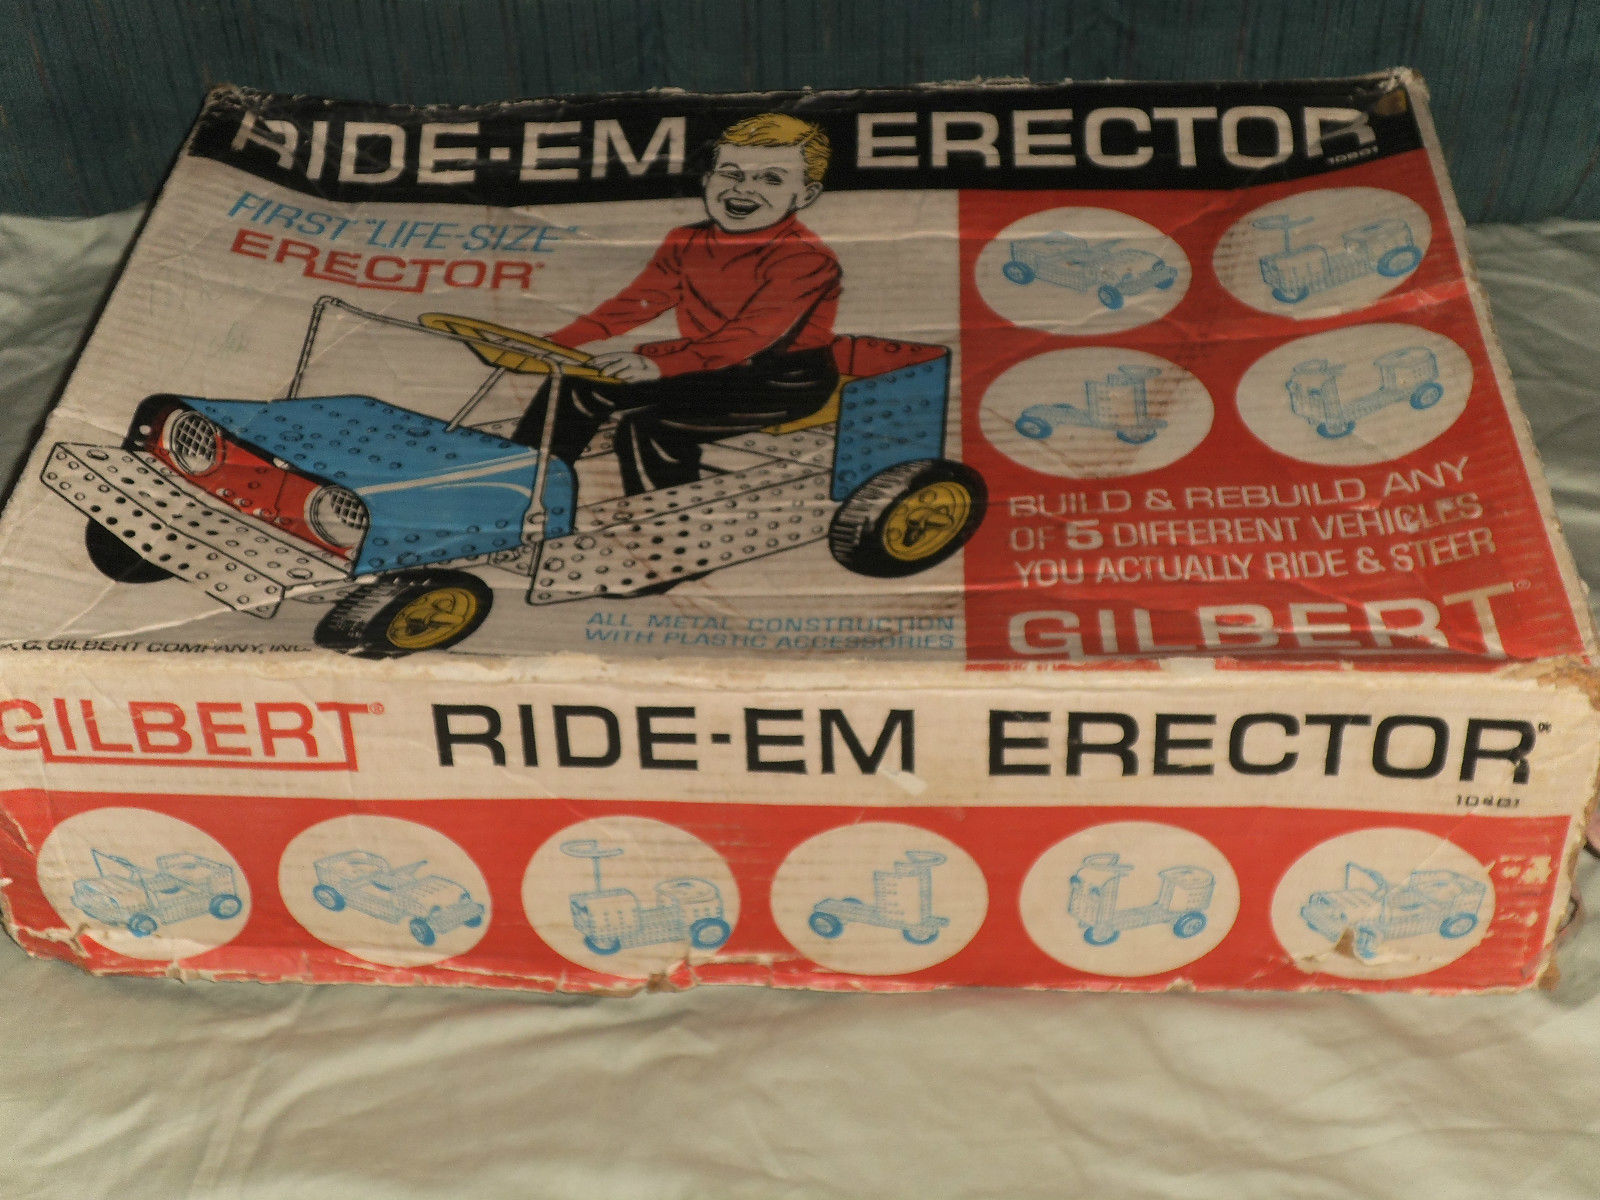 RIDE-EM ERECTOR
FIRST "LIFE-SIZE"
ERECTOR®
BUILD & REBUILD ANY
OF 5 DIFFERENT VEHICLES
YOU ACTUALLY RIDE & STEER
GILBERT®
ALL METAL CONSTRUCTION
WITH PLASTIC ACCESSORIES
G. GILBERT COMPANY, INC.
GILBERT® RIDE-EM ERECTOR